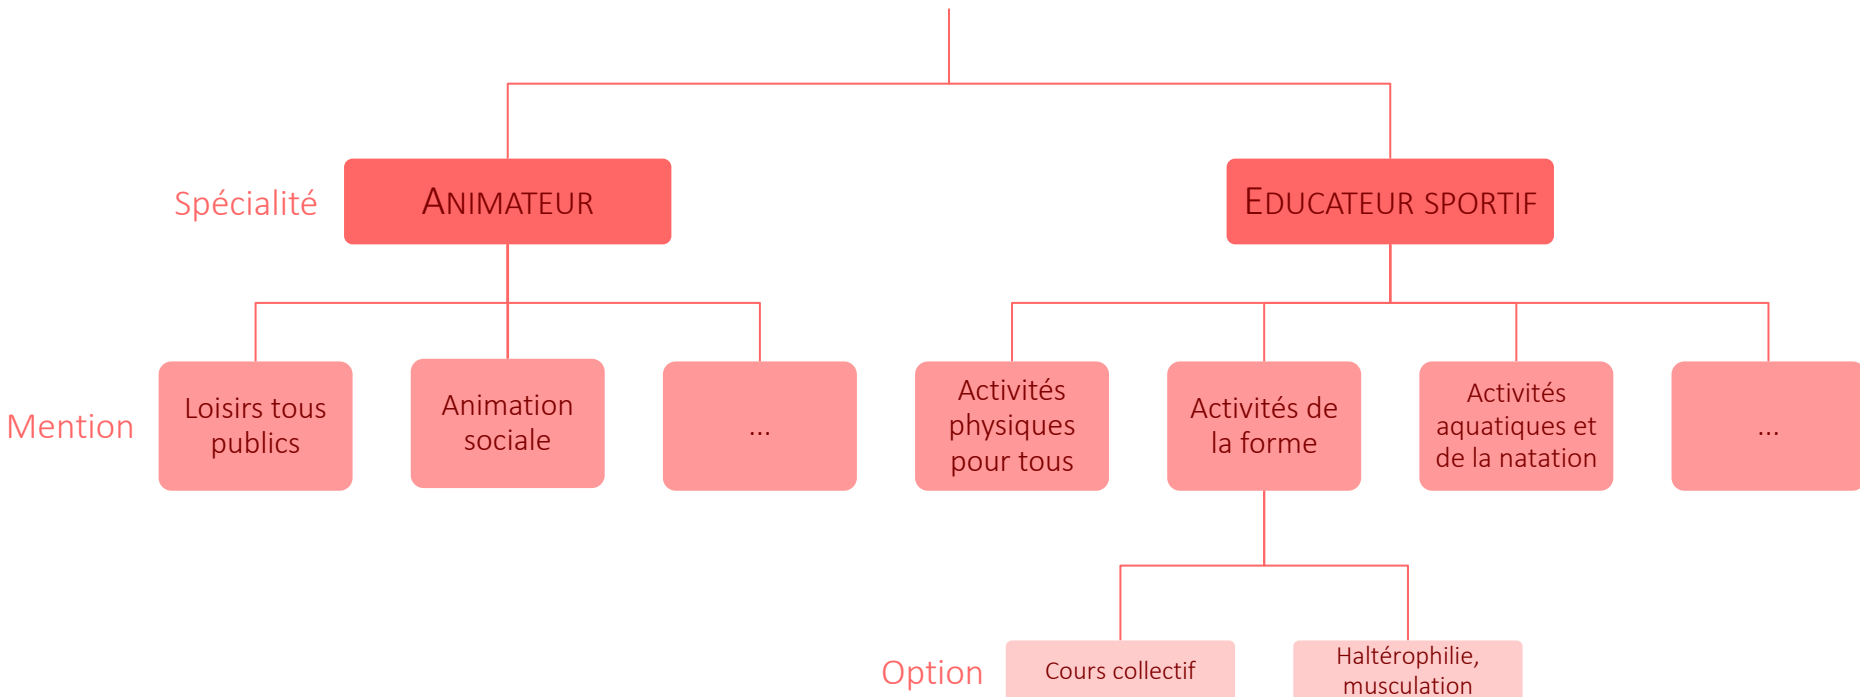 Spécialité
ANIMATEUR
EDUCATEUR SPORTIF
Mention
Loisirs tous
publics
Animation
sociale
...
Activités
physiques
pour tous
Activités de
la forme
Activités
aquatiques et
de la natation
...
Option
Cours collectif
Haltérophilie,
musculation